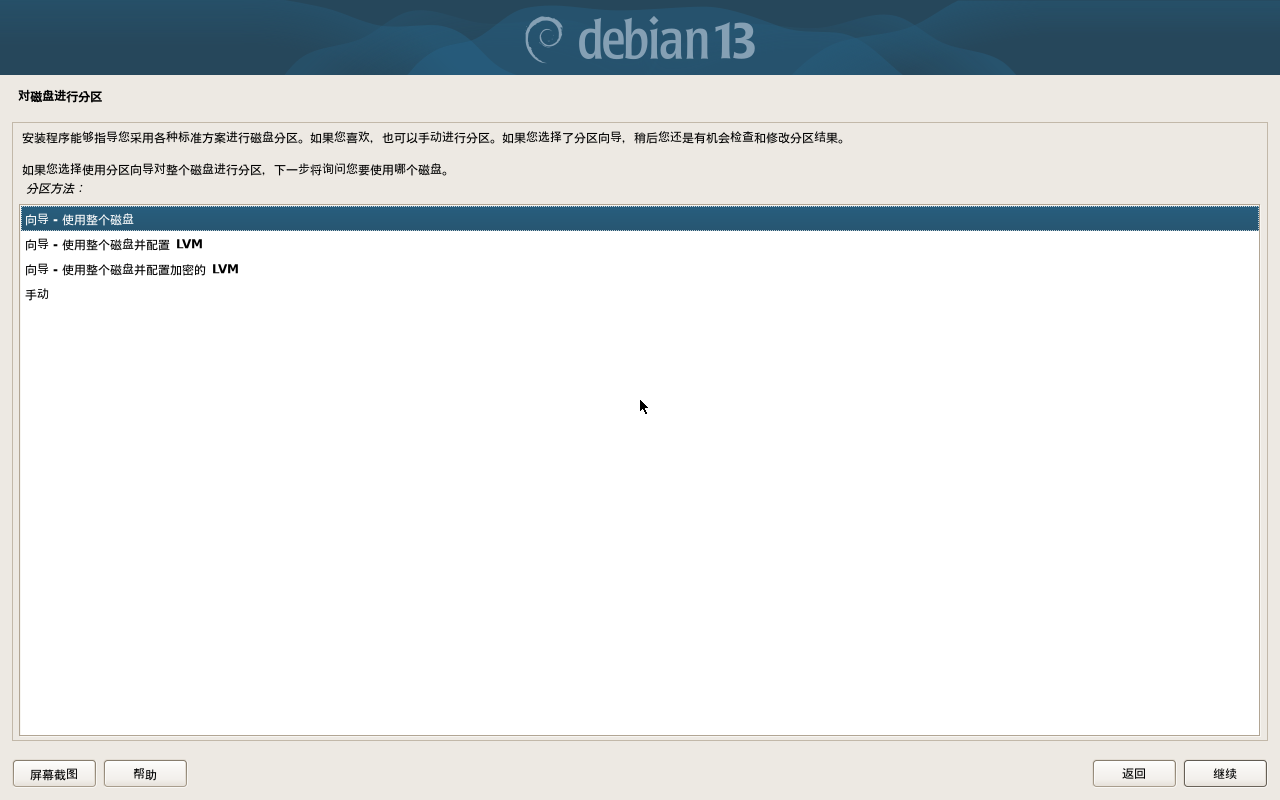 debian 13
对磁盘进行分区
安装程序能够指导您采用各种标准方案进行磁盘分区。如果您喜欢，也可以手动进行分区。如果您选择了分区向导，稍后您还是有机会检查和修改分区结果。
如果您选择使用分区向导对整个磁盘进行分区，下一步将询问您要使用哪个磁盘。
分区方法：
向导 - 使用整个磁盘
向导 - 使用整个磁盘并配置 LVM
向导 - 使用整个磁盘并配置加密的 LVM
手动
屏幕截图 帮助 返回 继续